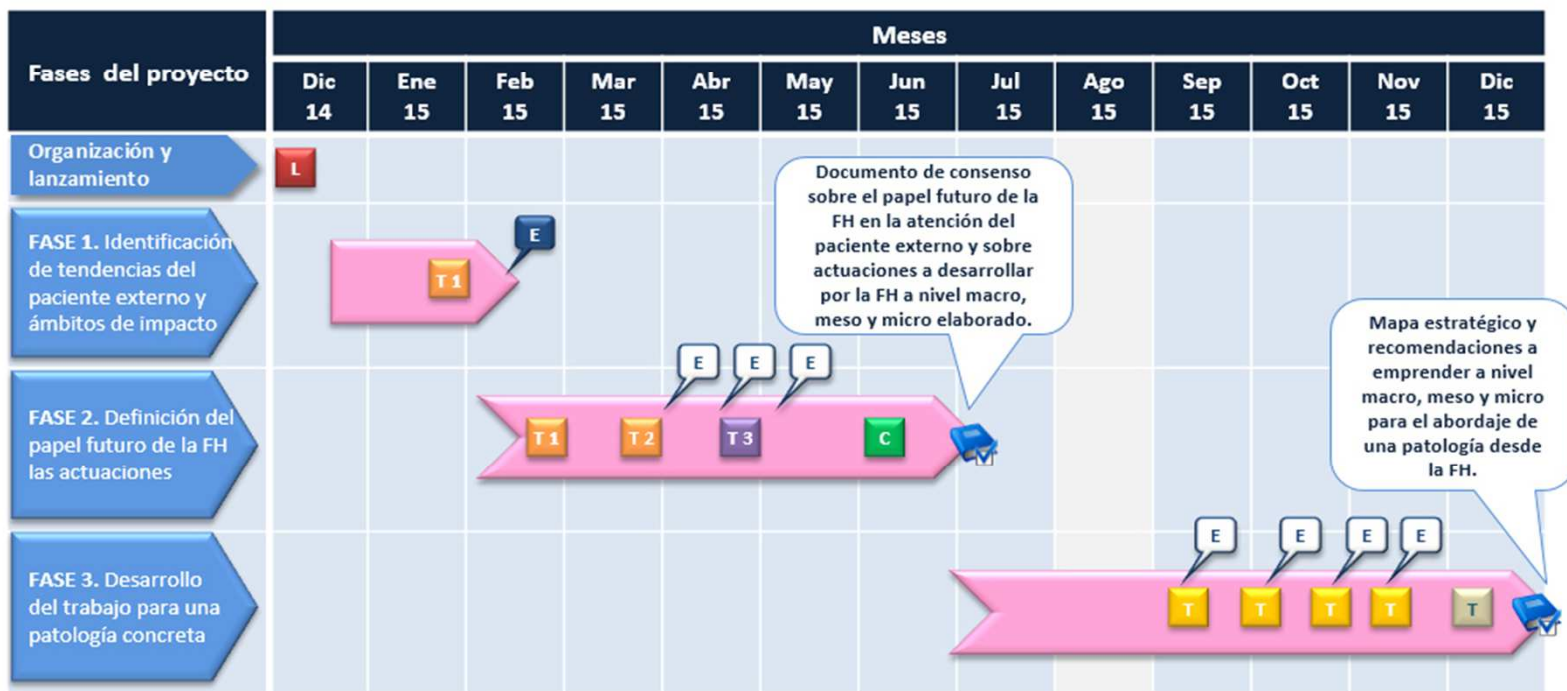 Fases del proyecto
Meses
Dic
14
Ene
15
Feb
15
Mar
15
Abr
15
May
15
Jun
15
Jul
15
Ago
15
Sep
15
Oct
15
Nov
15
Dic
15
Organización y
lanzamiento
L
FASE 1. Identificación
de tendencias del
paciente externo y
ámbitos de impacto
T 1
E
Documento de consenso
sobre el papel futuro de la
FH en la atención del
paciente externo y sobre
actuaciones a desarrollar
por la FH a nivel macro,
meso y micro elaborado.
FASE 2. Definición del
papel futuro de la FH
las actuaciones
E
E
E
T 1
T 2
T 3
C
Mapa estratégico y
recomendaciones a
emprender a nivel
macro, meso y micro
para el abordaje de
una patología desde
la FH.
FASE 3. Desarrollo
del trabajo para una
patología concreta
E
E
E
E
T
T
T
T
T